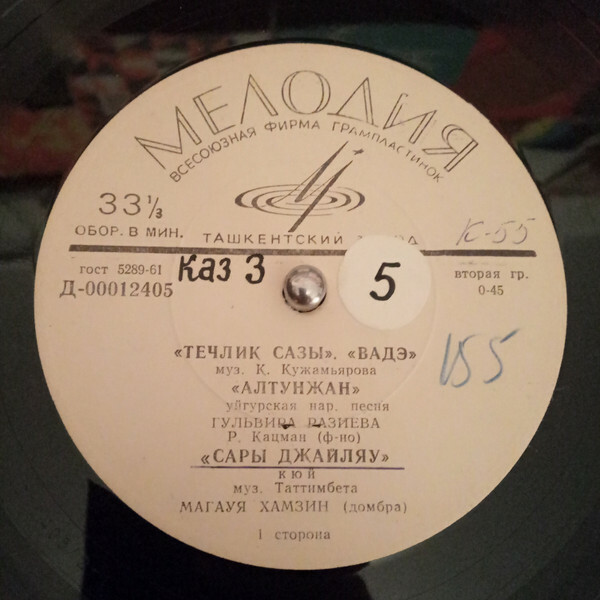 МЕЛОДИЯ
ВСЕСОЮЗНАЯ ФИРМА ГРАМПЛАСТИНОК
33 1/3
ОБОР. В МИН.
ТАШКЕНТСКИЙ
К-55
гост 5289-61
Д-00012405
Каз 3
5
вторая гр.
0-45
«ТЕЧЛИК САЗЫ». «ВАДЭ»
муз. К. Кужамьярова
«АЛТУНЖАН»
уйгурская нар. песня
155
ГУЛЬВИРА РАЗИЕВА
Р. Кацман (ф-но)
«САРЫ ДЖАЙЛЯУ»
кюй
муз. Таттимбета
МАГАУЯ ХАМЗИН (домбра)
1 сторона